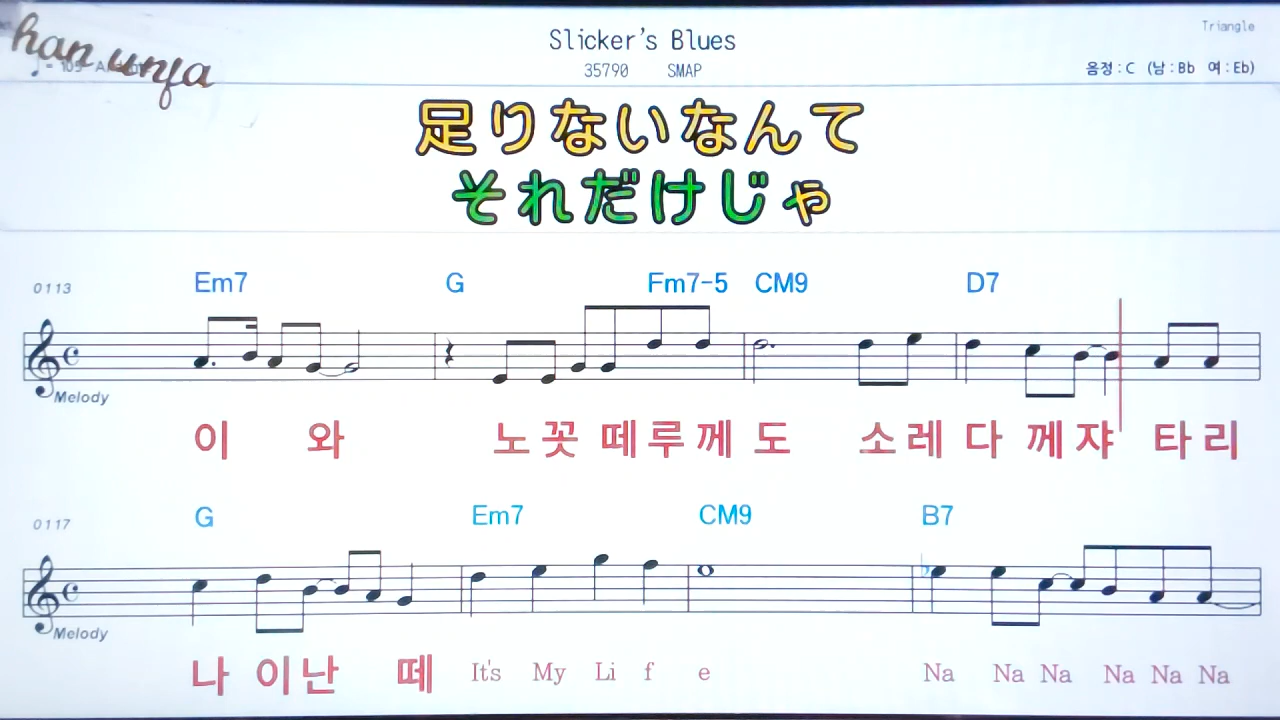 han unja
Slicker's Blues
Triangle
35790 SMAP
음정 : C (남 : Bb 여 : Eb)
足りないなんて
それだけじゃ
0113 Em7 G Fm7-5 CM9 D7
Melody
이 와 노 꼿 떼 루 께 도 소 레 다 께 쟈 타 리
0117 G Em7 CM9 B7
Melody
나 이 난 떼 It's My Li f e Na Na Na Na Na Na